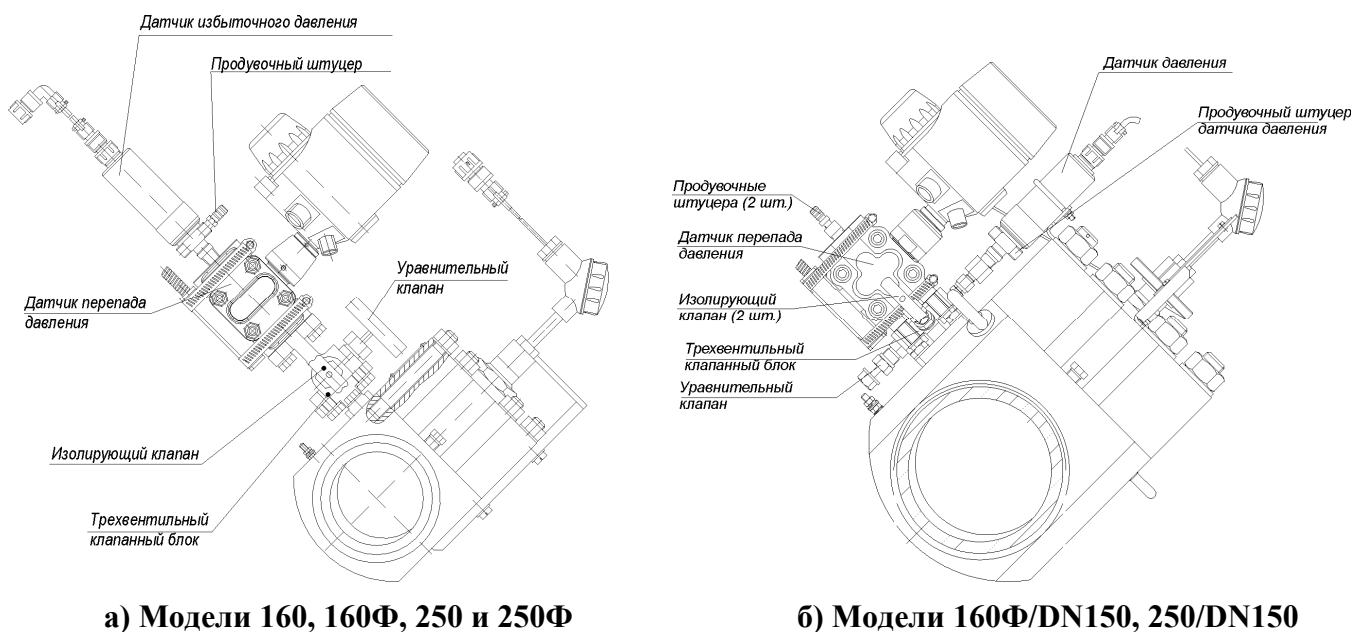 Датчик избыточного давления
Продувочный штуцер
Уравнительный
клапан
Датчик перепада
давления
Изолирующий клапан
Трехвентильный
клапанный блок
а) Модели 160, 160Ф, 250 и 250Ф
Датчик давления
Продувочный штуцер
датчика давления
Продувочные
штуцера (2 шт.)
Датчик перепада
давления
Изолирующий
клапан (2 шт.)
Трехвентильный
клапанный блок
Уравнительный
клапан
б) Модели 160Ф/DN150, 250/DN150